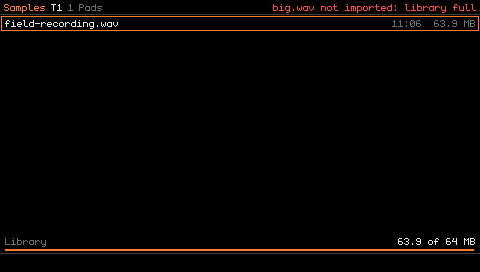 Samples T1 1 Pads big.wav not imported: library full
field-recording.wav 11:06 63.9 MB
Library 63.9 of 64 MB